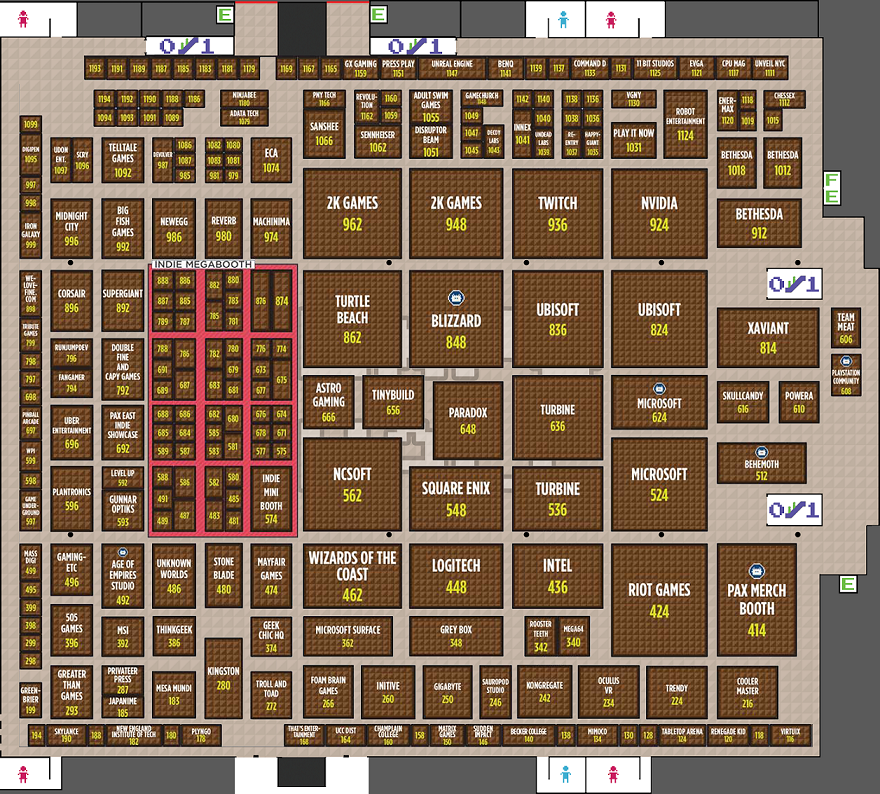 E
E
0/1
0/1
1193
1191
1189
1187
1185
1183
1181
1179
1169
1167
1165
GX GAMING
1159
PRESS PLAY
1151
UNREAL ENGINE
1147
BENQ
1141
1139
1137
COMMAND D
1133
1131
11 BIT STUDIOS
1125
EVGA
1121
CPU MAG
1117
UNVEIL NYC
1111
1194
1192
1190
1188
1186
1094
1093
1091
1089
NINJABEE
1180
ADATA TECH
1079
PNY TECH
1166
SANSHEE
1066
REVOLU-
TION
1162
1160
1059
SENNHEISER
1062
ADULT SWIM
GAMES
1055
DISRUPTOR
BEAM
1051
GAMECHURCH
1148
1049
1047
1045
DECOY
LABS
1043
1142
1140
1040
INNEX
1041
UNDEAD
LABS
1039
1138
1136
1038
1036
RE-
ENTRY
1037
HAPPY-
GIANT
1035
VGNY
1130
PLAY IT NOW
1031
ROBOT
ENTERTAINMENT
1124
ENER-
MAX
1120
1118
1019
CHESSEX
1112
1015
1099
DIGIPEN
1095
997
998
IRON
GALAXY
999
UDON
ENT.
1097
SCRY
1096
TELLTALE
GAMES
1092
DEVOLVER
987
1086
1087
985
1082
1080
1083
1081
981
979
ECA
1074
BETHESDA
1018
BETHESDA
1012
F
E
MIDNIGHT
CITY
996
BIG
FISH
GAMES
992
NEWEGG
986
REVERB
980
MACHINIMA
974
2K GAMES
962
2K GAMES
948
TWITCH
936
NVIDIA
924
BETHESDA
912
INDIE MEGABOOTH
WE-
LOVE-
FINE.
COM
898
TRIBUTE
GAMES
799
798
797
698
CORSAIR
896
SUPERGIANT
892
888
886
887
885
789
787
882
880
783
785
781
876
874
TURTLE
BEACH
862
BLIZZARD
848
UBISOFT
836
UBISOFT
824
0/1
XAVIANT
814
TEAM
MEAT
606
PLAYSTATION
COMMUNITY
608
RUNJUMPDEV
796
FANGAMER
794
DOUBLE
FINE
AND
CAPY GAMES
792
788
786
691
689
687
782
780
679
683
681
677
776
774
773
675
ASTRO
GAMING
666
TINYBUILD
656
PARADOX
648
TURBINE
636
MICROSOFT
624
SKULLCANDY
616
POWERA
610
PINBALL
ARCADE
697
WPI
599
598
GAME
UNDER-
GROUND
597
UBER
ENTERTAINMENT
696
PAX EAST
INDIE
SHOWCASE
692
688
686
685
684
589
587
682
680
585
583
581
676
674
678
671
577
575
PLANTRONICS
596
LEVEL UP
592
GUNNAR
OPTIKS
593
588
586
491
487
489
582
580
485
483
481
INDIE
MINI
BOOTH
574
NCSOFT
562
SQUARE ENIX
548
TURBINE
536
MICROSOFT
524
BEHEMOTH
512
0/1
E
MASS
DIGI
499
495
399
398
299
298
GREEN-
BRIER
199
GAMING-
ETC
496
AGE OF
EMPIRES
STUDIO
492
UNKNOWN
WORLDS
486
STONE
BLADE
480
MAYFAIR
GAMES
474
WIZARDS OF THE
COAST
462
LOGITECH
448
INTEL
436
RIOT GAMES
424
PAX MERCH
BOOTH
414
505
GAMES
396
MSI
392
THINKGEEK
386
GEEK
CHIC HQ
374
MICROSOFT SURFACE
362
GREY BOX
348
ROOSTER
TEETH
342
MEGA64
340
GREATER
THAN
GAMES
293
PRIVATEER
PRESS
287
JAPANIME
185
MESA MUNDI
183
KINGSTON
280
TROLL AND
TOAD
272
FOAM BRAIN
GAMES
266
INITIVE
260
GIGABYTE
250
SAUROPOD
STUDIO
246
KONGREGATE
242
OCULUS
VR
234
TRENDY
224
COOLER
MASTER
216
194
SKYLANCE
190
188
NEW ENGLAND
INSTITUTE OF TECH
182
180
PLYNGO
178
THAT'S ENTER-
TAINMENT
168
UCC DIST
164
CHAMPLAIN
COLLEGE
160
158
MATRIX
GAMES
150
SUDDEN
IMPACT
146
BECKER COLLEGE
140
138
MIMOCO
134
130
128
TABLETOP ARENA
124
RENEGADE KID
120
118
VIRTUIX
116